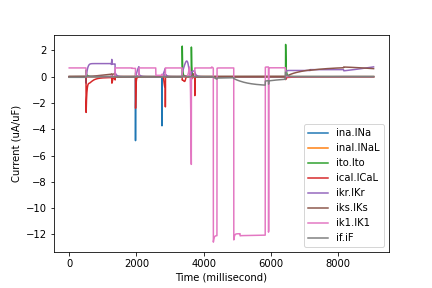 2
0
−2
−4
−6
−8
−10
−12
Current (uA/uF)
0
2000
4000
6000
8000
Time (millisecond)
ina.INa
inal.INaL
ito.Ito
ical.ICaL
ikr.IKr
iks.IKs
ik1.IK1
if.iF